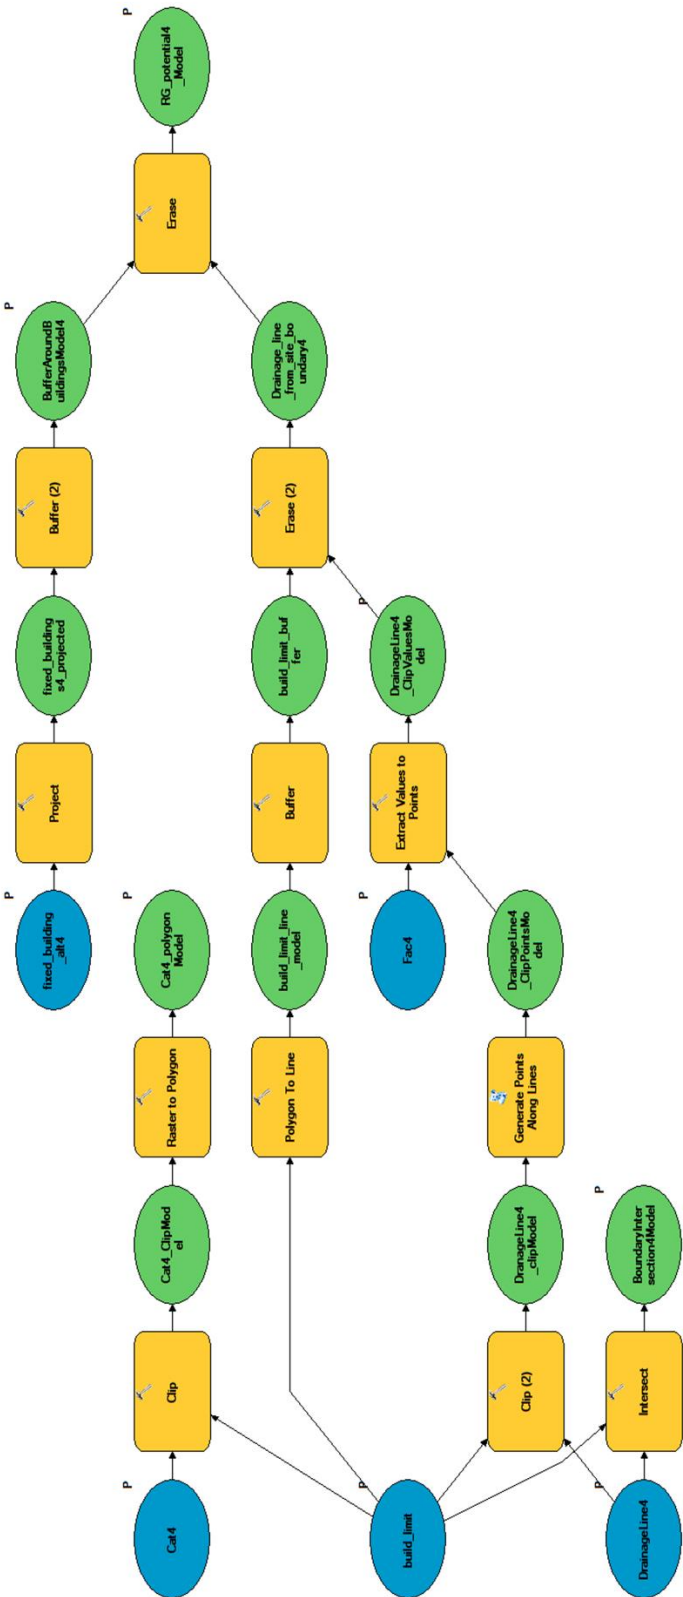 P
fixed_building
_alt4
Project
fixed_building
s4_projected
Buffer (2)
P
BufferAroundB
uildingsModel4
P
Cat4
Clip
Cat4_ClipMod
el
Raster to Polygon
P
Cat4_polygon
Model
Erase
P
RG_potential4
_Model
Polygon To Line
build_limit_line
_model
Buffer
build_limit_buf
fer
Erase (2)
Drainage_line
_from_site_bo
undary4
P
build_limit
P
Fac4
Extract Values to
Points
P
DrainageLine4
_ClipValuesMo
del
Clip (2)
DranageLine4
_clipModel
Generate Points
Along Lines
DrainageLine4
_ClipPointsMo
del
P
DrainageLine4
Intersect
P
BoundaryInter
section4Model